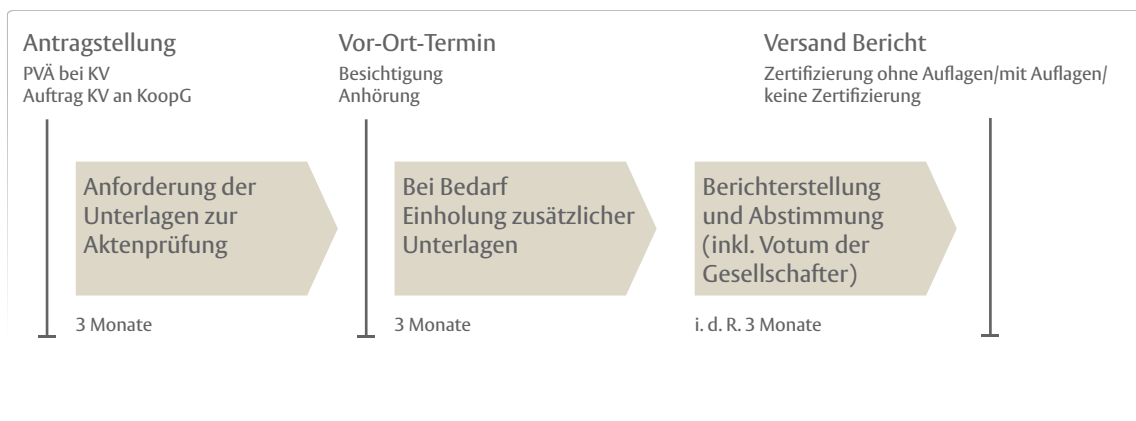 Antragstellung
PVÄ bei KV
Auftrag KV an KoopG
Vor-Ort-Termin
Besichtigung
Anhörung
Versand Bericht
Zertifizierung ohne Auflagen/mit Auflagen/
keine Zertifizierung
Anforderung der
Unterlagen zur
Aktenprüfung
Bei Bedarf
Einholung zusätzlicher
Unterlagen
Berichterstellung
und Abstimmung
(inkl. Votum der
Gesellschafter)
3 Monate
3 Monate
i. d. R. 3 Monate